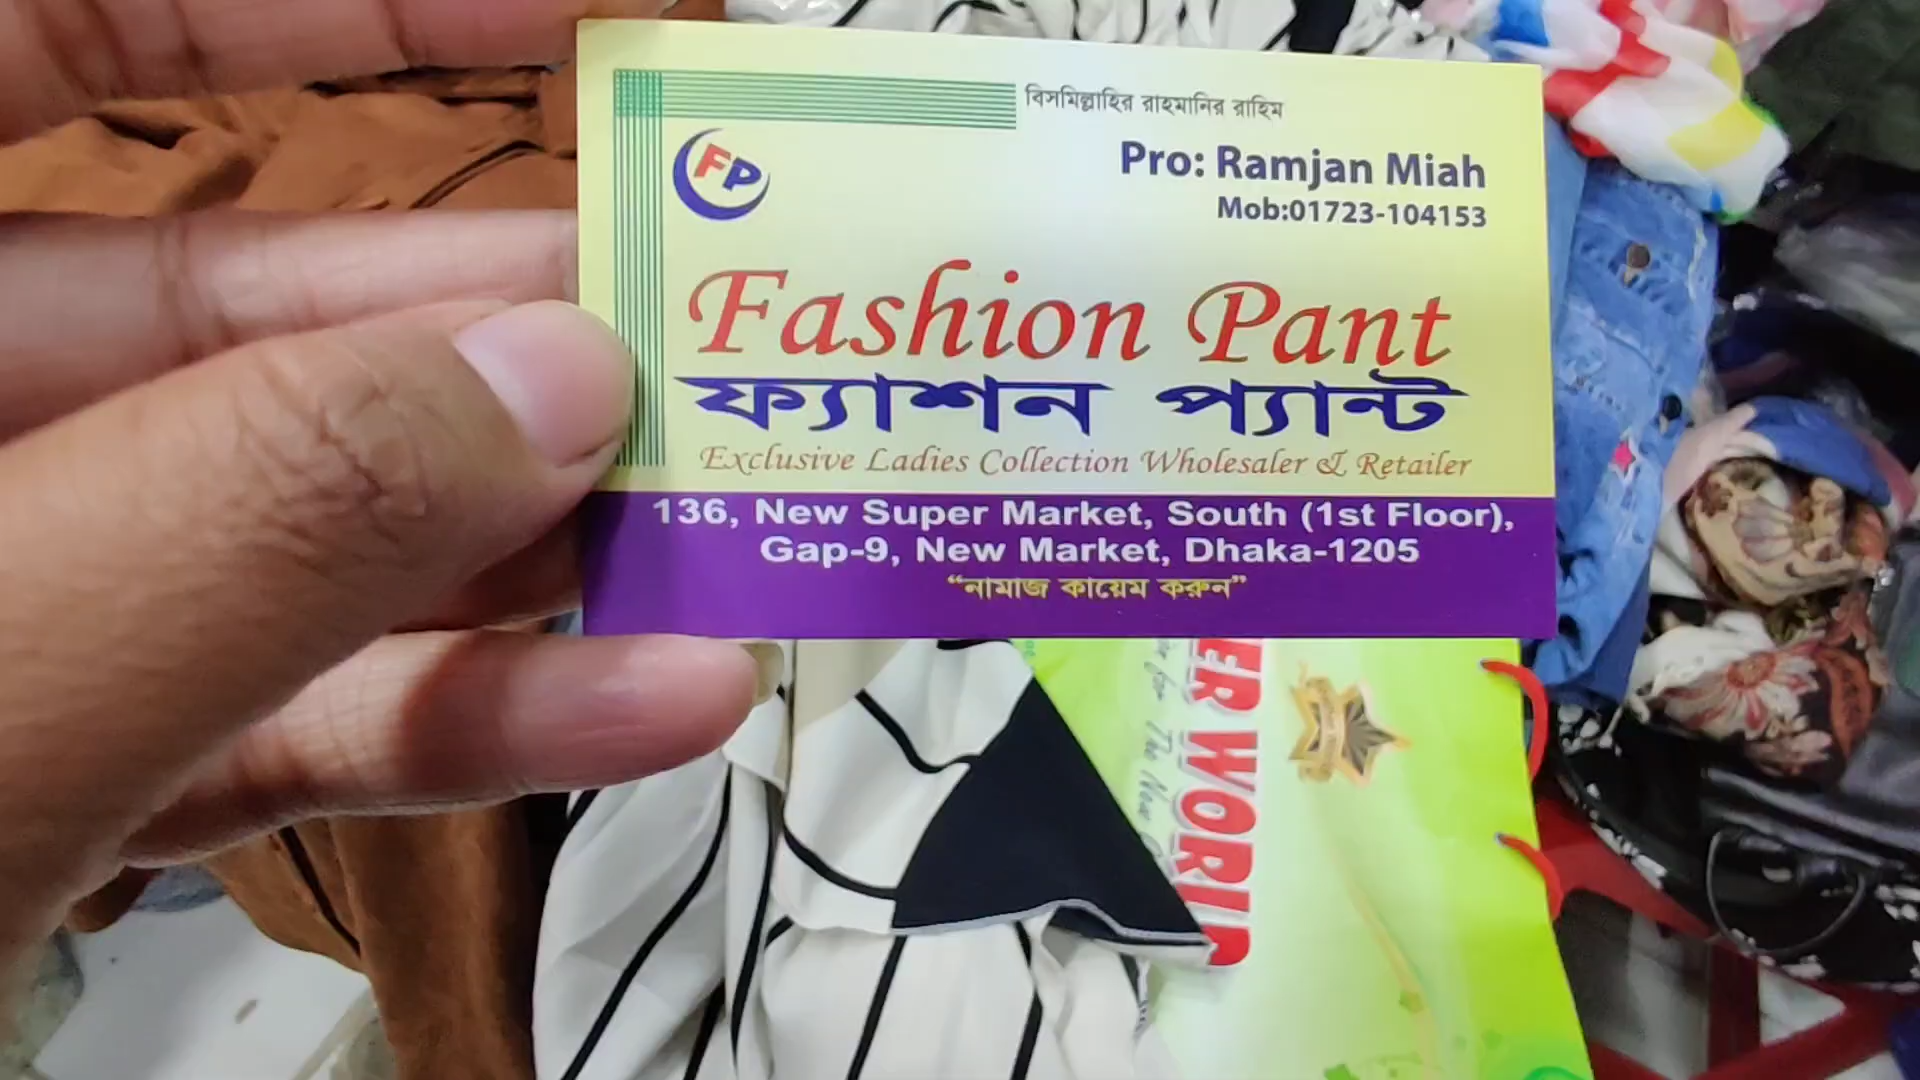 বিসমিল্লাহির রাহমানির রাহিম
FP
Pro: Ramjan Miah
Mob:01723-104153
Fashion Pant
ফ্যাশন প্যান্ট
Exclusive Ladies Collection Wholesaler & Retailer
136, New Super Market, South (1st Floor),
Gap-9, New Market, Dhaka-1205
“নামাজ কায়েম করুন”
WORLD